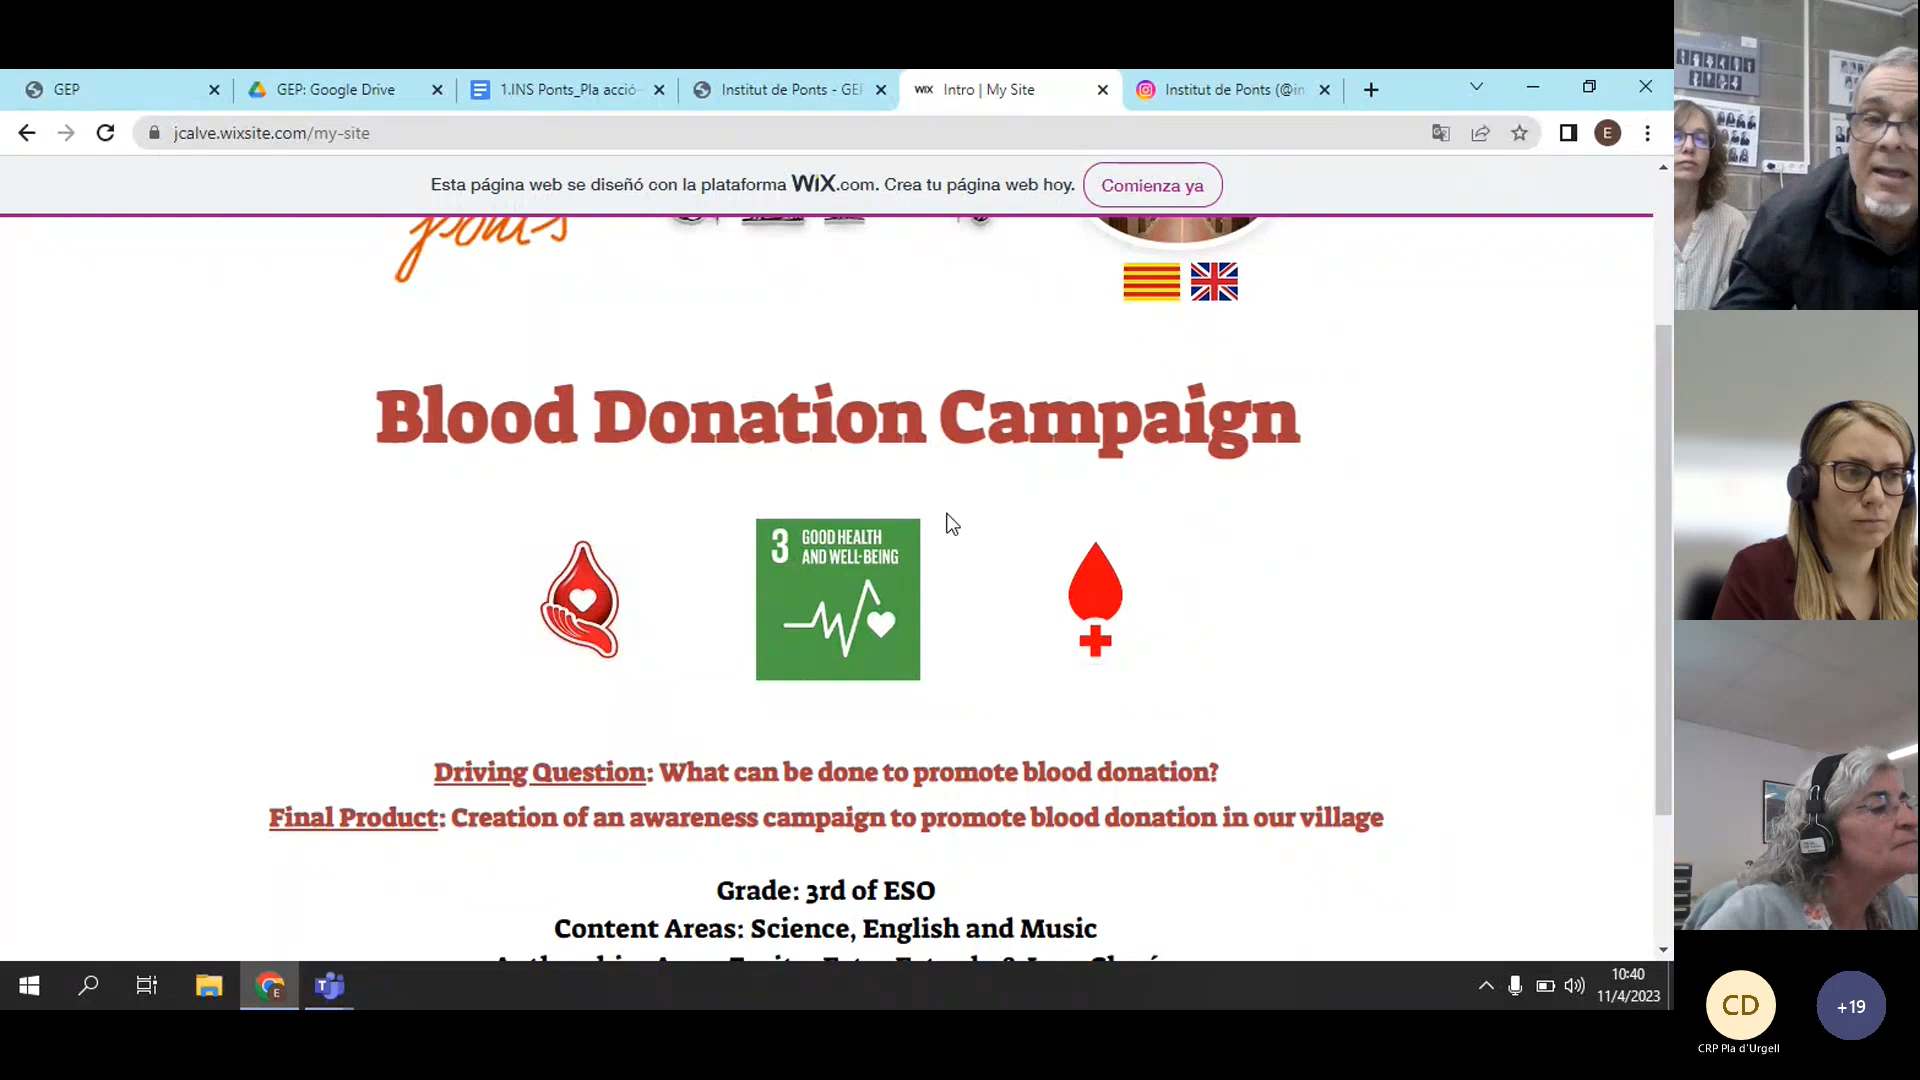 GEP
GEP: Google Drive
1.INS Ponts_Pla acció-
Institut de Ponts - GEP
WiX Intro | My Site
Institut de Ponts (@in
jcalve.wixsite.com/my-site
E
Esta página web se diseñó con la plataforma WiX.com. Crea tu página web hoy.
Comienza ya
ponts
Blood Donation Campaign
3 GOOD HEALTH
AND WELL-BEING
Driving Question: What can be done to promote blood donation?
Final Product: Creation of an awareness campaign to promote blood donation in our village
Grade: 3rd of ESO
Content Areas: Science, English and Music
10:40
11/4/2023
CD
CRP Pla d'Urgell
+19